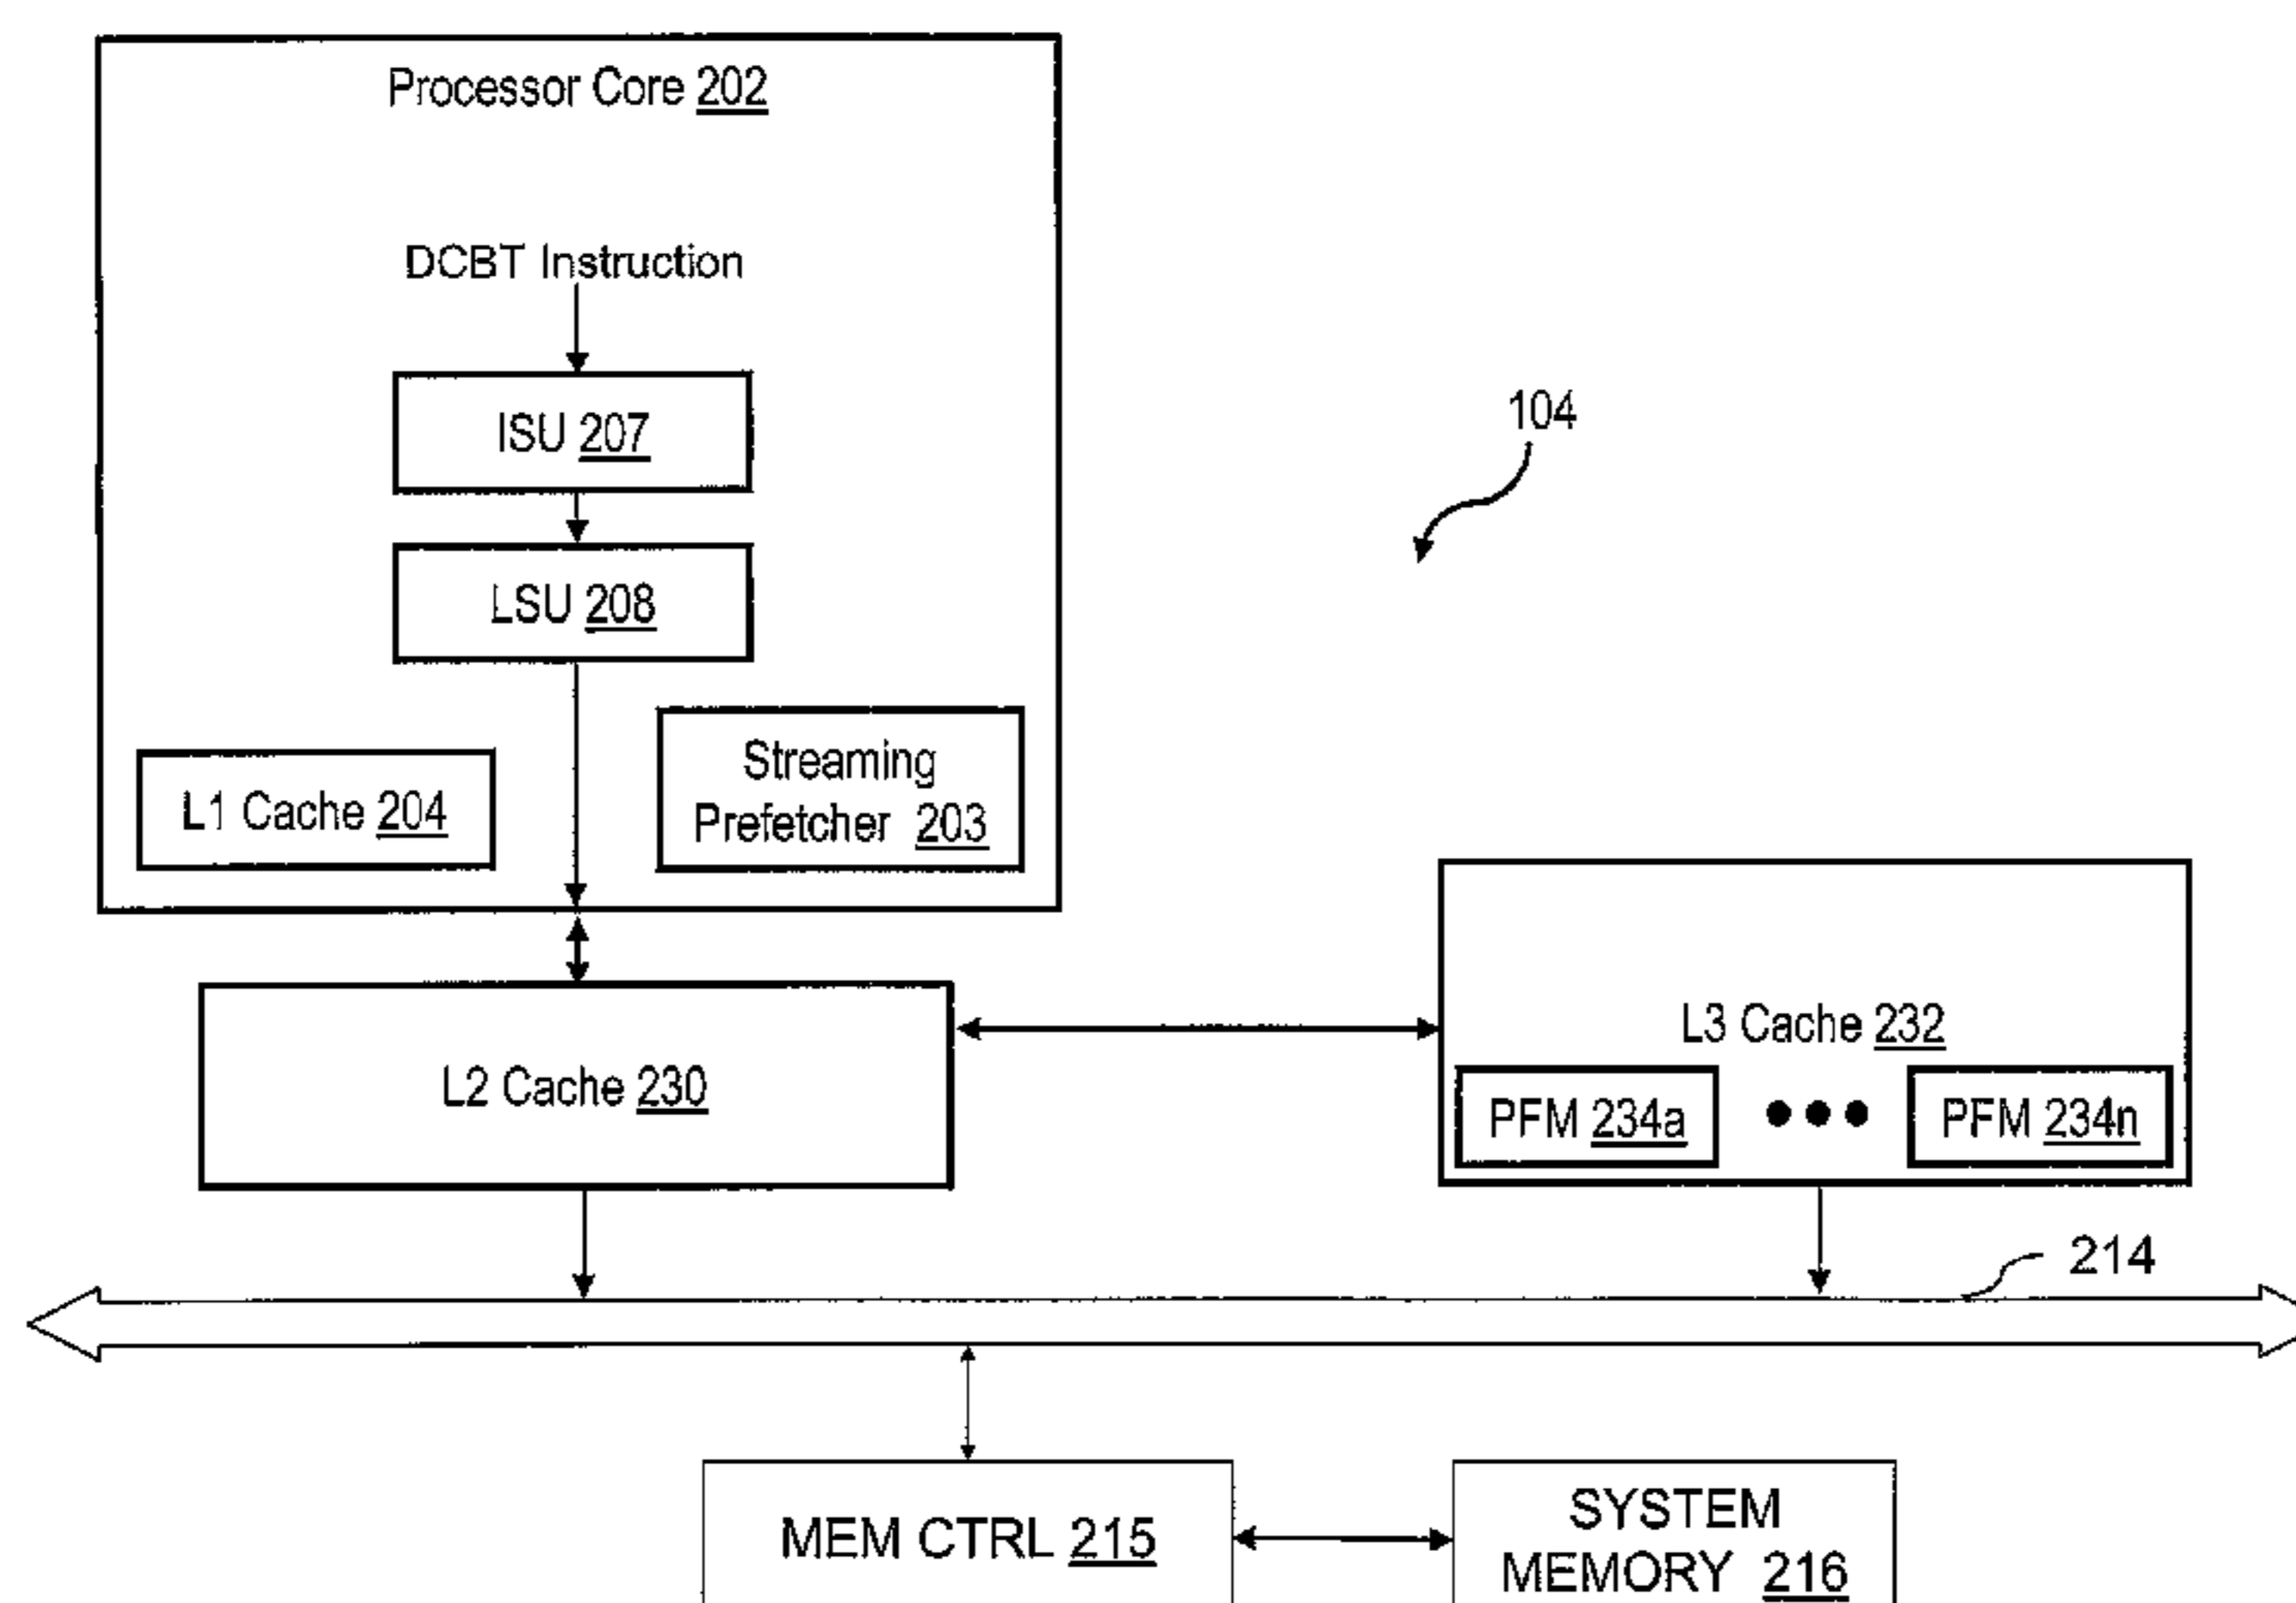 Processor Core 202
DCBT Instruction
ISU 207
104
LSU 208
Streaming
Prefetcher 203
L1 Cache 204
L3 Cache 232
L2 Cache 230
PFM 234a
PFM 234n
214
MEM CTRL 215
SYSTEM
MEMORY 216